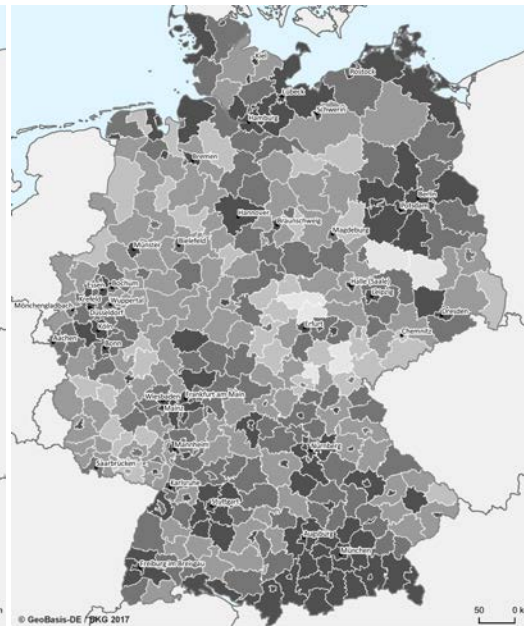 Kiel
Rostock
Lübeck
Hamburg
Schwerin
Bremen
Berlin
Potsdam
Hannover
Braunschweig
Magdeburg
Bielefeld
Münster
Halle (Saale)
Leipzig
Essen
Bochum
Krefeld
Wuppertal
Mönchengladbach
Düsseldorf
Köln
Aachen
Bonn
Erfurt
Dresden
Chemnitz
Wiesbaden
Frankfurt am Main
Mainz
Mannheim
Nürnberg
Saarbrücken
Karlsruhe
Stuttgart
Augsburg
München
Freiburg im Breisgau
© GeoBasis-DE / BKG 2017
50
0 k